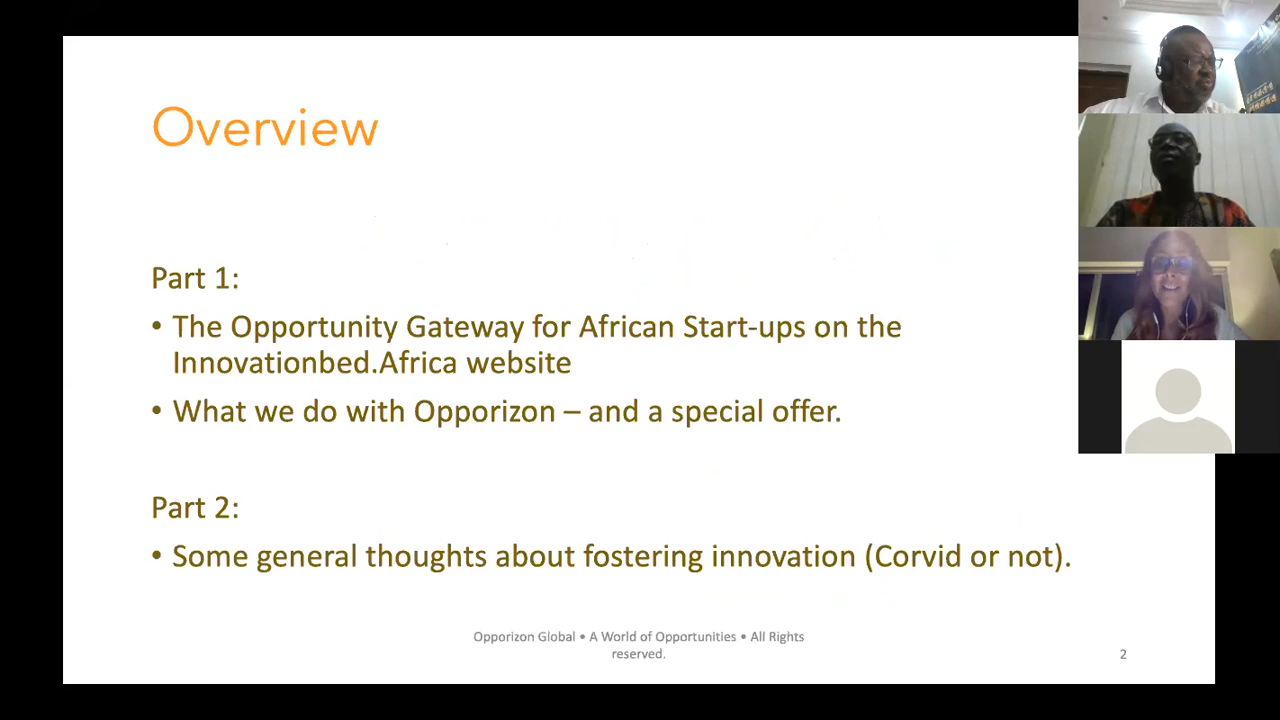 Overview
Part 1:
• The Opportunity Gateway for African Start-ups on the
Innovationbed.Africa website
• What we do with Opporizon – and a special offer.
Part 2:
• Some general thoughts about fostering innovation (Corvid or not).
Opporizon Global • A World of Opportunities • All Rights
reserved.
2